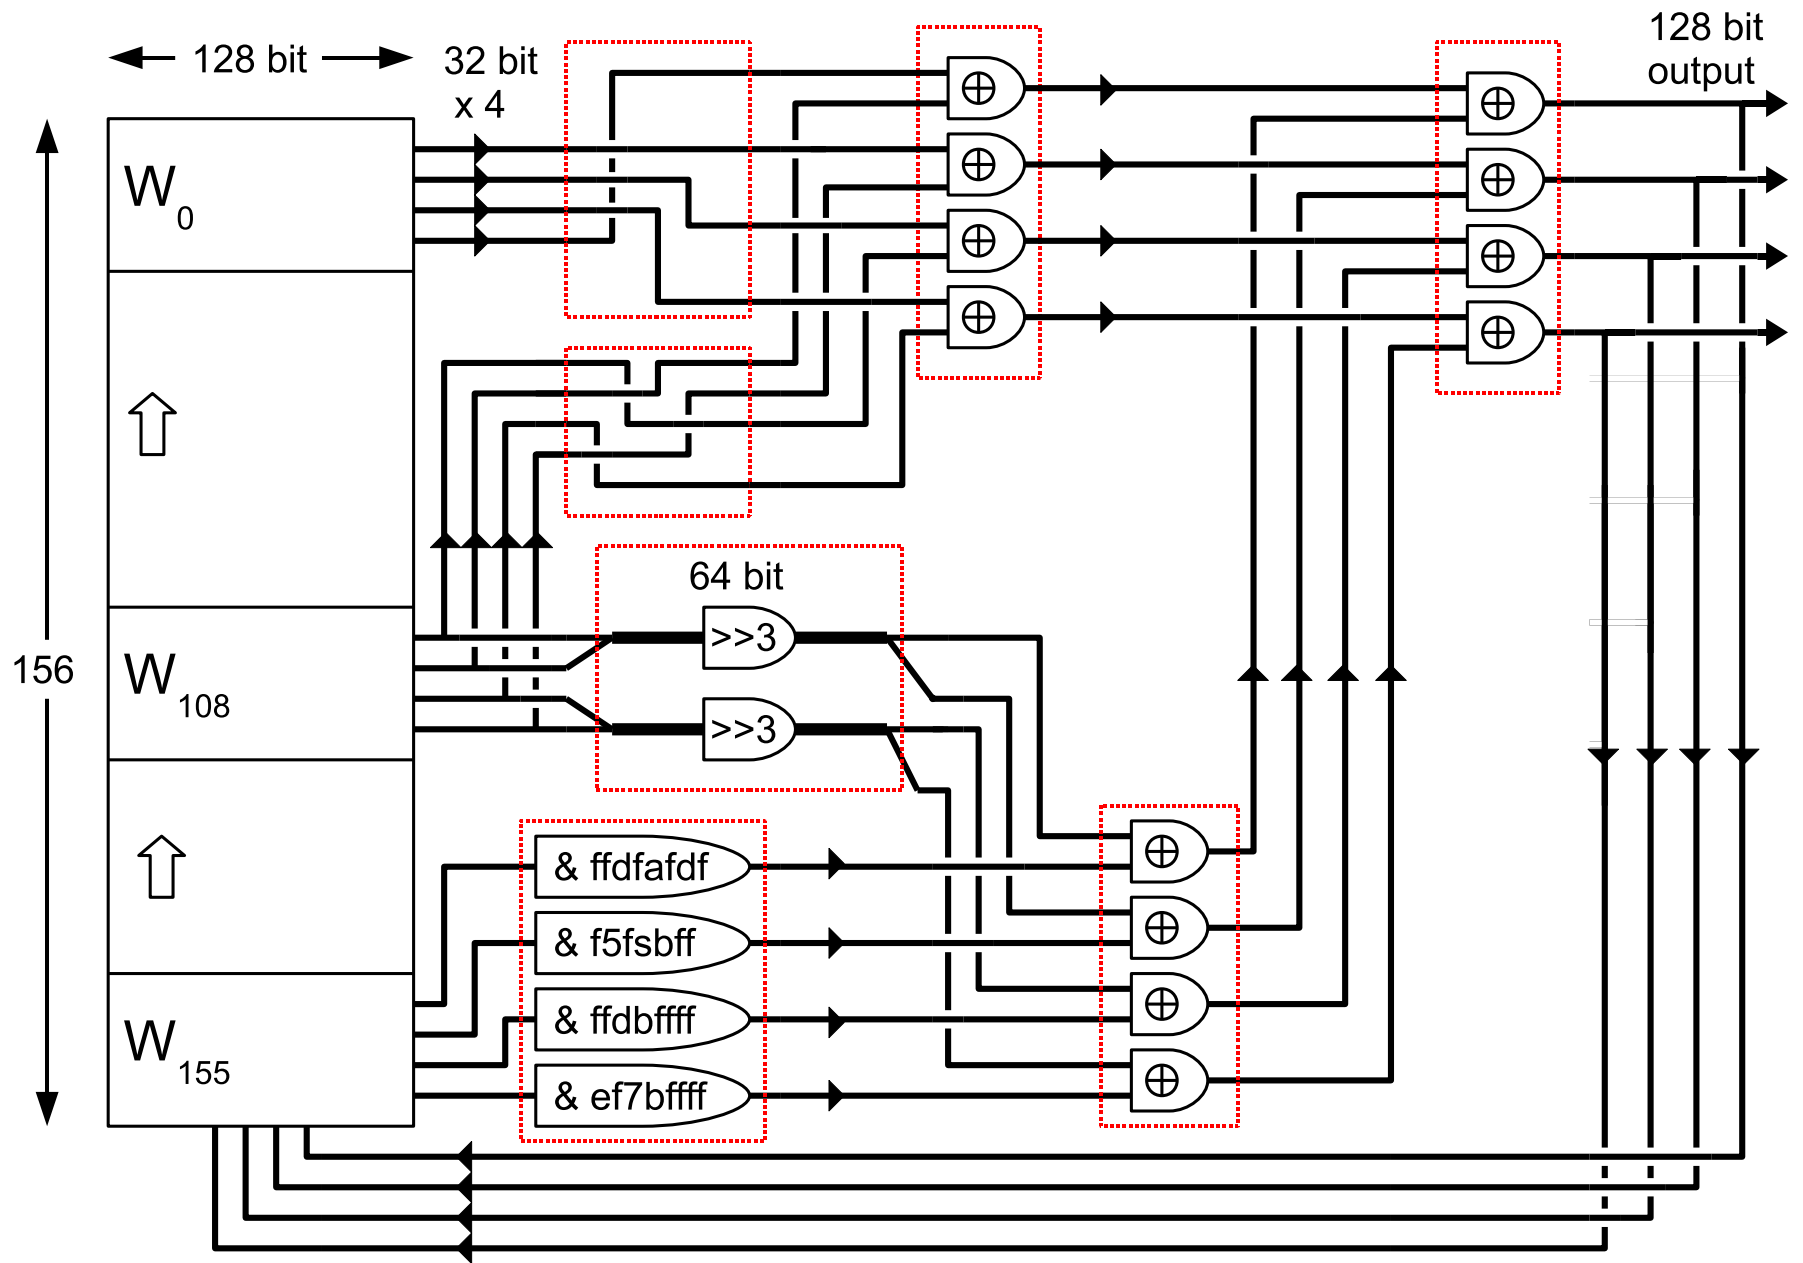 128 bit
32 bit
x 4
128 bit
output
W0
156
64 bit
>>3
W108
>>3
& ffdfafdf
& f5fsbff
& ffdbffff
W155
& ef7bffff